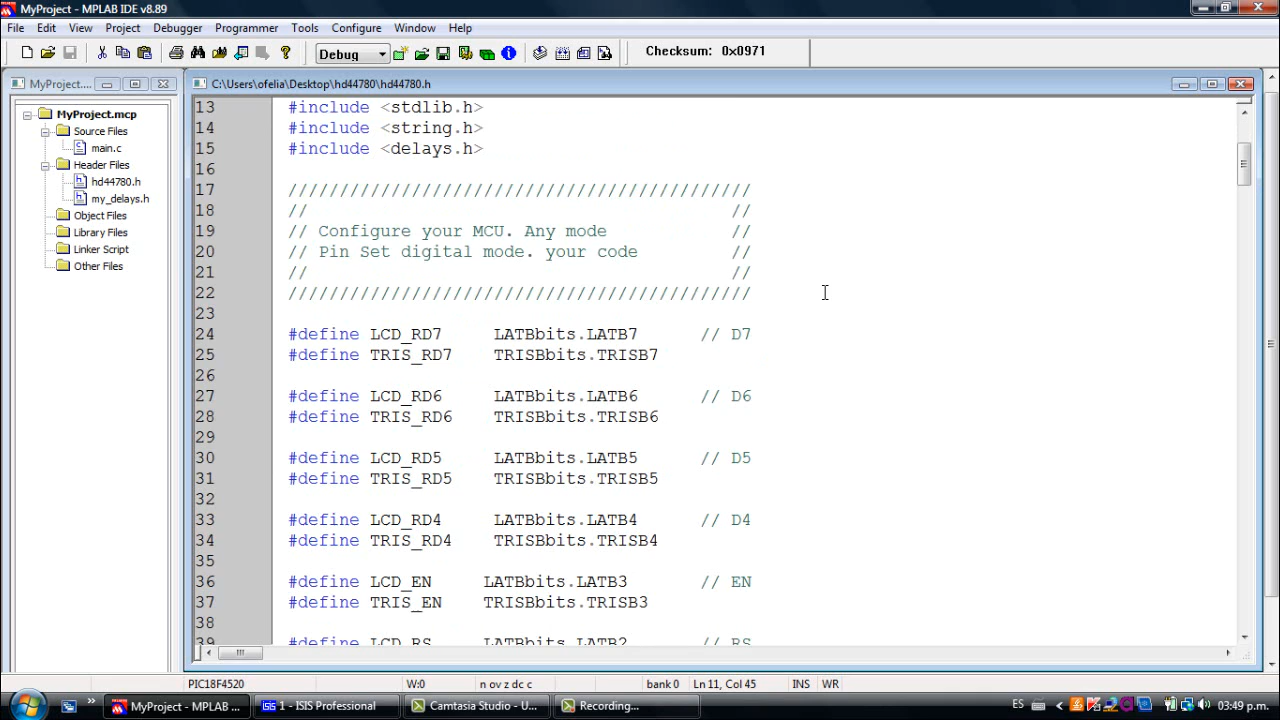 MyProject - MPLAB IDE v8.89
File Edit View Project Debugger Programmer Tools Configure Window Help
Debug
Checksum: 0x0971
MyProject....
MyProject.mcp
Source Files
main.c
Header Files
hd44780.h
my_delays.h
Object Files
Library Files
Linker Script
Other Files
C:\Users\ofelia\Desktop\hd44780\hd44780.h
13 #include <stdlib.h>
14 #include <string.h>
15 #include <delays.h>
16
17 /////////////////////////////////////////////
18 // //
19 // Configure your MCU. Any mode //
20 // Pin Set digital mode. your code //
21 // //
22 /////////////////////////////////////////////
23
24 #define LCD_RD7 LATBbits.LATB7 // D7
25 #define TRIS_RD7 TRISBbits.TRISB7
26
27 #define LCD_RD6 LATBbits.LATB6 // D6
28 #define TRIS_RD6 TRISBbits.TRISB6
29
30 #define LCD_RD5 LATBbits.LATB5 // D5
31 #define TRIS_RD5 TRISBbits.TRISB5
32
33 #define LCD_RD4 LATBbits.LATB4 // D4
34 #define TRIS_RD4 TRISBbits.TRISB4
35
36 #define LCD_EN LATBbits.LATB3 // EN
37 #define TRIS_EN TRISBbits.TRISB3
38
39 #define LCD_RS LATBbits.LATB2 // RS
PIC18F4520 W:0 n ov z dc c bank 0 Ln 11, Col 45 INS WR
MyProject - MPLAB ... 1 - ISIS Professional Camtasia Studio - U... Recording... ES 03:49 p.m.